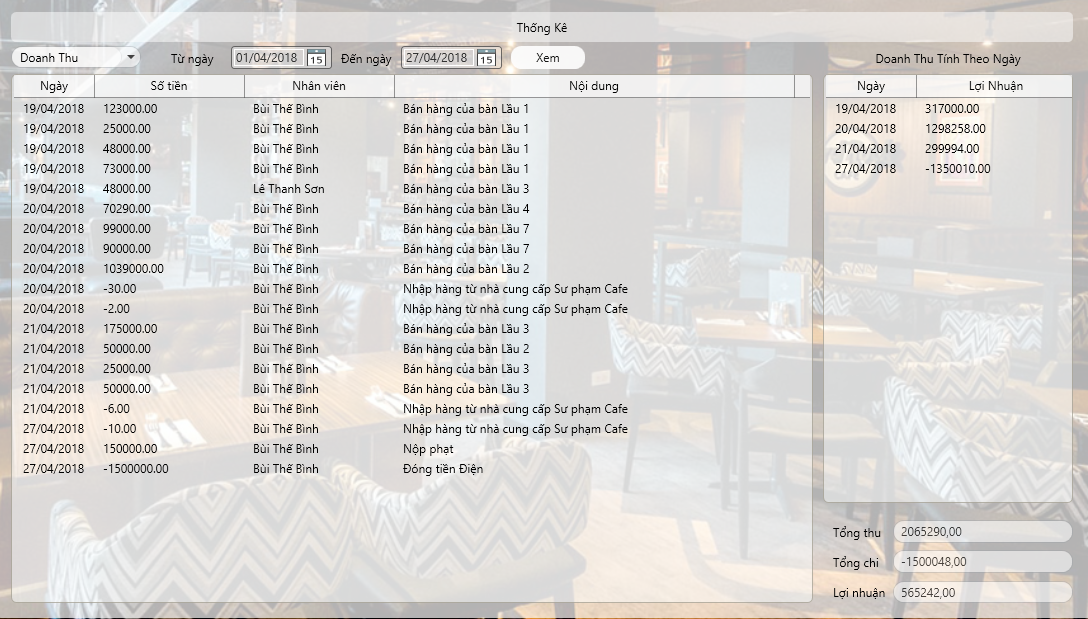 Thống Kê
Doanh Thu Từ ngày 01/04/2018 15 Đến ngày 27/04/2018 15 Xem
Ngày Số tiền Nhân viên Nội dung
19/04/2018 123000.00 Bùi Thế Bình Bán hàng của bàn Lầu 1
19/04/2018 25000.00 Bùi Thế Bình Bán hàng của bàn Lầu 1
19/04/2018 48000.00 Bùi Thế Bình Bán hàng của bàn Lầu 1
19/04/2018 73000.00 Bùi Thế Bình Bán hàng của bàn Lầu 1
19/04/2018 48000.00 Lê Thanh Sơn Bán hàng của bàn Lầu 3
20/04/2018 70290.00 Bùi Thế Bình Bán hàng của bàn Lầu 4
20/04/2018 99000.00 Bùi Thế Bình Bán hàng của bàn Lầu 7
20/04/2018 90000.00 Bùi Thế Bình Bán hàng của bàn Lầu 7
20/04/2018 1039000.00 Bùi Thế Bình Bán hàng của bàn Lầu 2
20/04/2018 -30.00 Bùi Thế Bình Nhập hàng từ nhà cung cấp Sư phạm Cafe
20/04/2018 -2.00 Bùi Thế Bình Nhập hàng từ nhà cung cấp Sư phạm Cafe
21/04/2018 175000.00 Bùi Thế Bình Bán hàng của bàn Lầu 3
21/04/2018 50000.00 Bùi Thế Bình Bán hàng của bàn Lầu 2
21/04/2018 25000.00 Bùi Thế Bình Bán hàng của bàn Lầu 3
21/04/2018 50000.00 Bùi Thế Bình Bán hàng của bàn Lầu 3
21/04/2018 -6.00 Bùi Thế Bình Nhập hàng từ nhà cung cấp Sư phạm Cafe
27/04/2018 -10.00 Bùi Thế Bình Nhập hàng từ nhà cung cấp Sư phạm Cafe
27/04/2018 150000.00 Bùi Thế Bình Nộp phạt
27/04/2018 -1500000.00 Bùi Thế Bình Đóng tiền Điện
Doanh Thu Tính Theo Ngày
Ngày Lợi Nhuận
19/04/2018 317000.00
20/04/2018 1298258.00
21/04/2018 299994.00
27/04/2018 -1350010.00
Tổng thu 2065290,00
Tổng chi -1500048,00
Lợi nhuận 565242,00